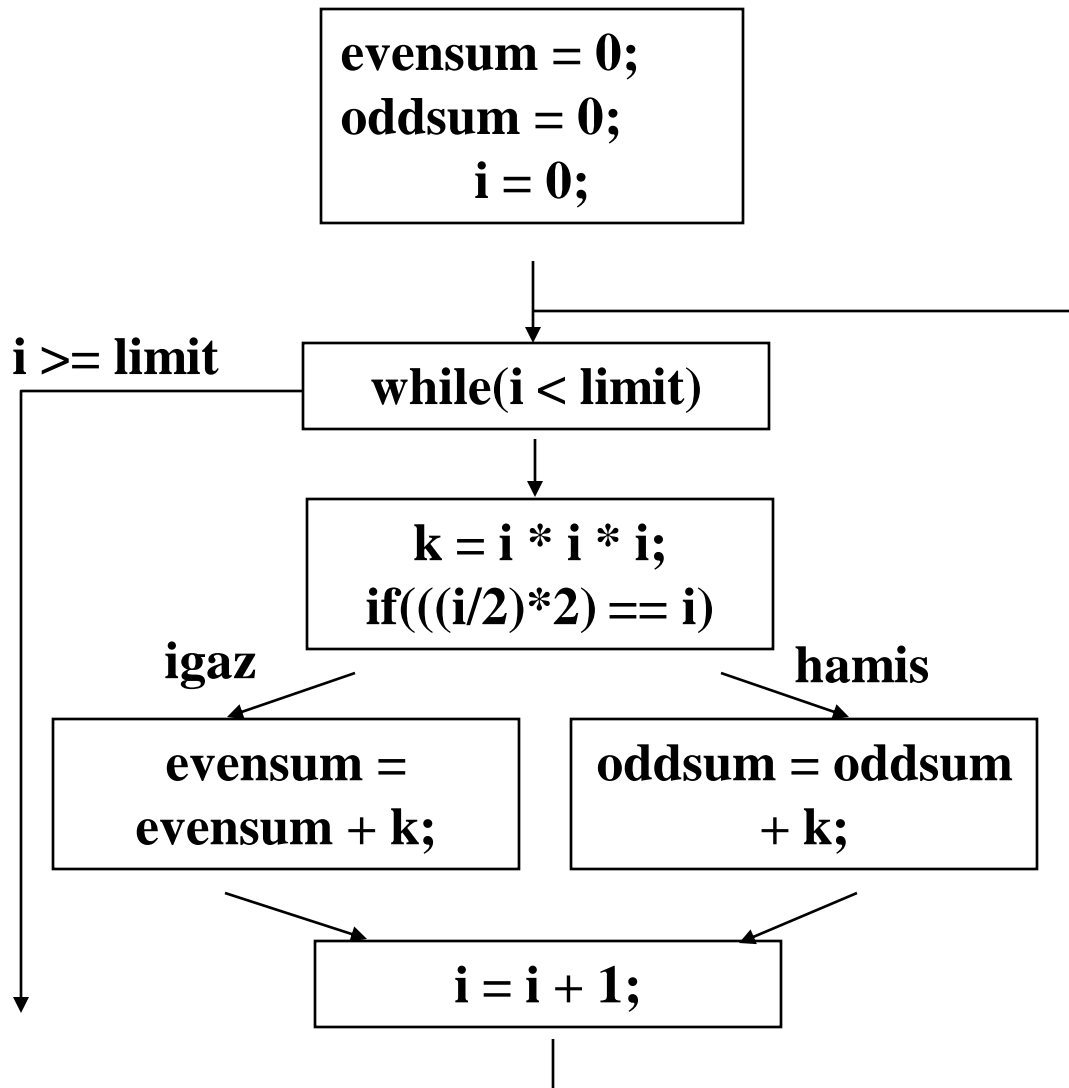 evensum = 0;
oddsum = 0;
i = 0;
i >= limit
while(i < limit)
k = i * i * i;
if(((i/2)*2) == i)
igaz
hamis
evensum =
evensum + k;
oddsum = oddsum
+ k;
i = i + 1;